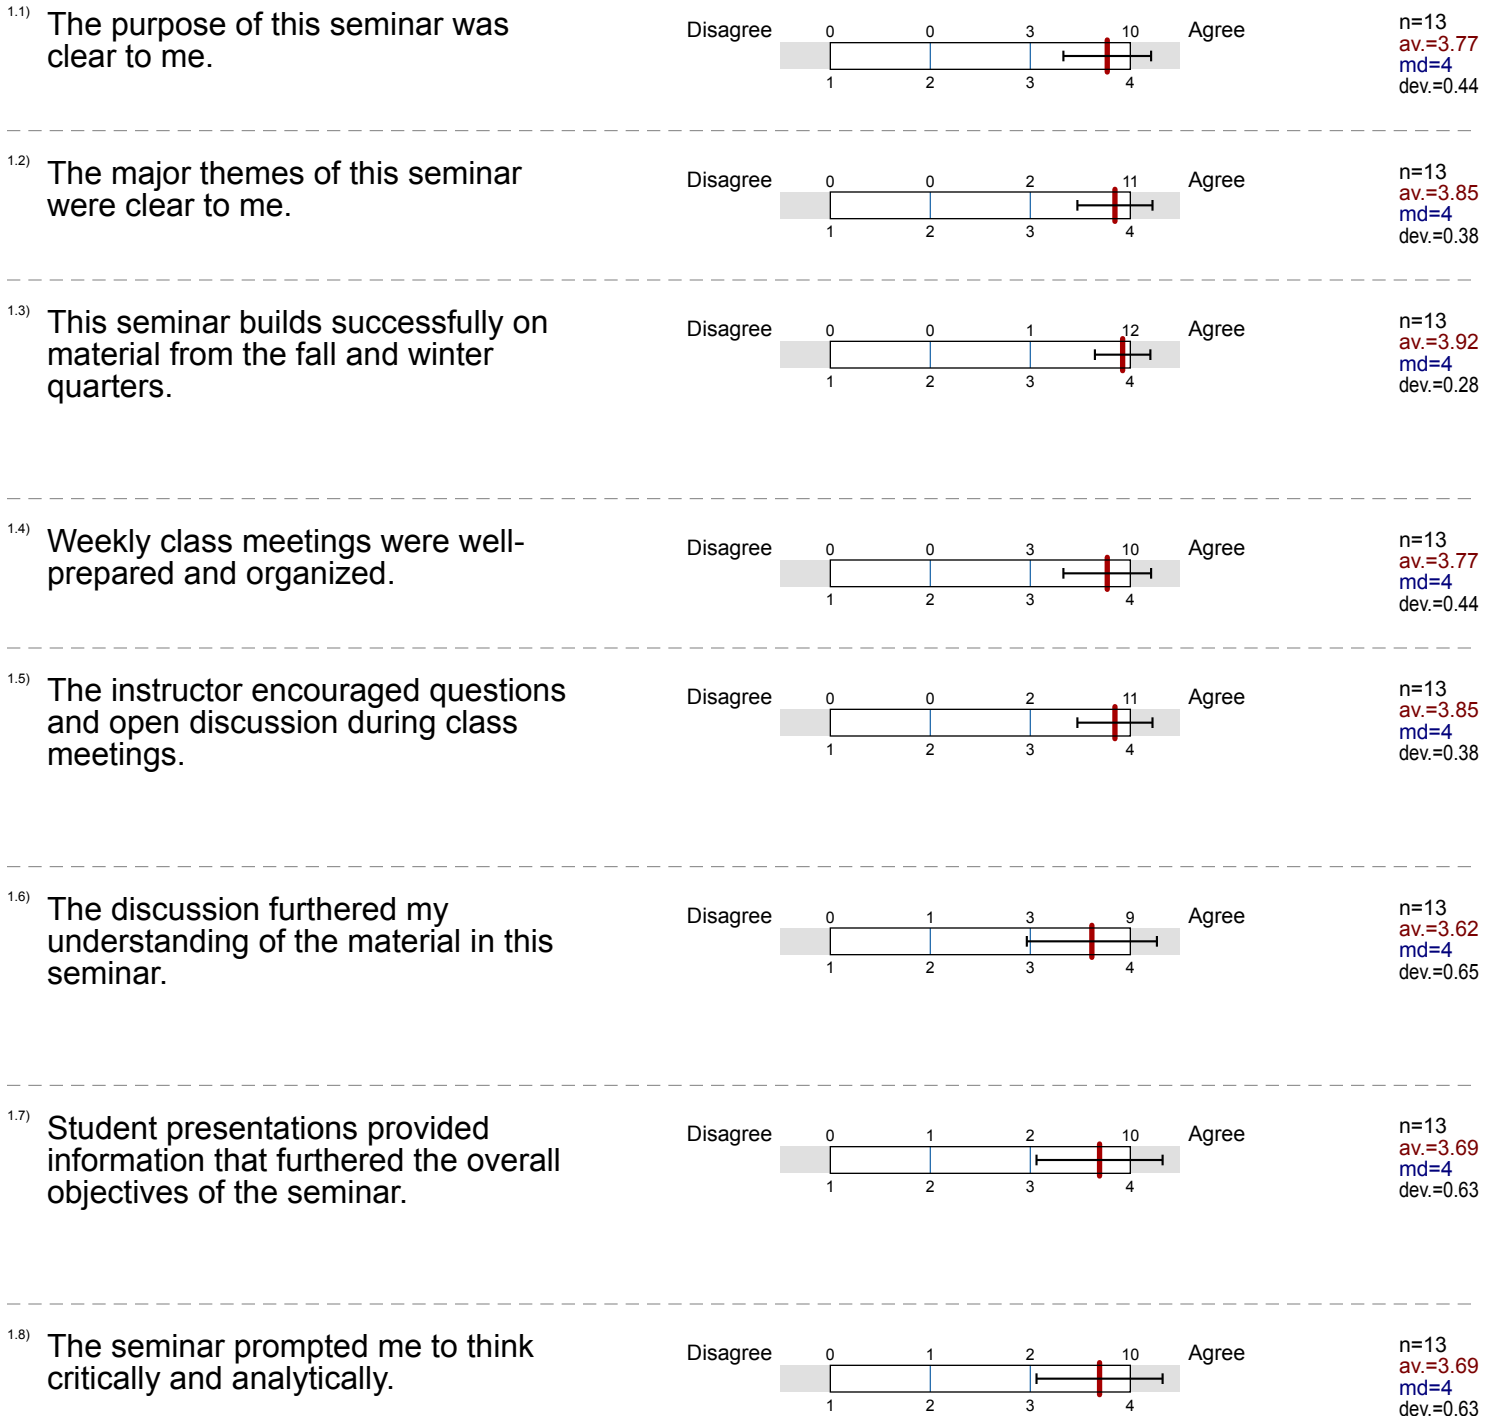 1.1) The purpose of this seminar was
clear to me.
Disagree 0 0 3 10 Agree
1 2 3 4
n=13
av.=3.77
md=4
dev.=0.44
1.2) The major themes of this seminar
were clear to me.
Disagree 0 0 2 11 Agree
1 2 3 4
n=13
av.=3.85
md=4
dev.=0.38
1.3) This seminar builds successfully on
material from the fall and winter
quarters.
Disagree 0 0 1 12 Agree
1 2 3 4
n=13
av.=3.92
md=4
dev.=0.28
1.4) Weekly class meetings were well-
prepared and organized.
Disagree 0 0 3 10 Agree
1 2 3 4
n=13
av.=3.77
md=4
dev.=0.44
1.5) The instructor encouraged questions
and open discussion during class
meetings.
Disagree 0 0 2 11 Agree
1 2 3 4
n=13
av.=3.85
md=4
dev.=0.38
1.6) The discussion furthered my
understanding of the material in this
seminar.
Disagree 0 1 3 9 Agree
1 2 3 4
n=13
av.=3.62
md=4
dev.=0.65
1.7) Student presentations provided
information that furthered the overall
objectives of the seminar.
Disagree 0 1 2 10 Agree
1 2 3 4
n=13
av.=3.69
md=4
dev.=0.63
1.8) The seminar prompted me to think
critically and analytically.
Disagree 0 1 2 10 Agree
1 2 3 4
n=13
av.=3.69
md=4
dev.=0.63